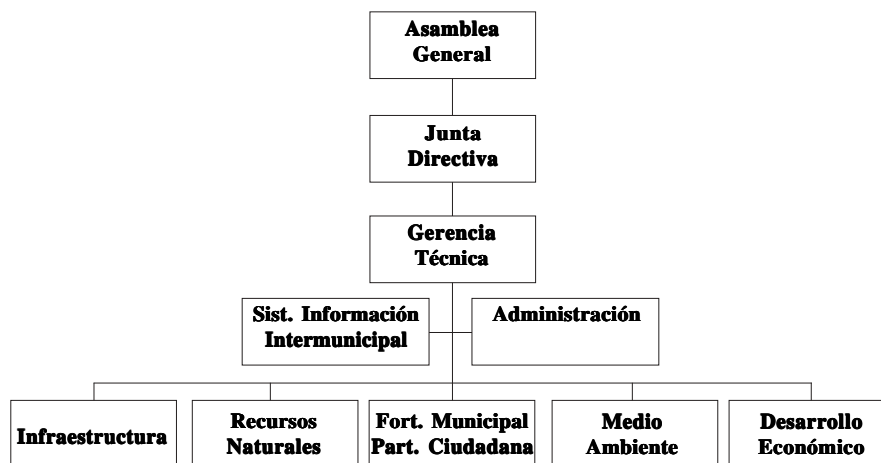 Asamblea
General
Junta
Directiva
Gerencia
Técnica
Sist. Información
Intermunicipal
Administración
Infraestructura
Recursos
Naturales
Fort. Municipal
Part. Ciudadana
Medio
Ambiente
Desarrollo
Económico